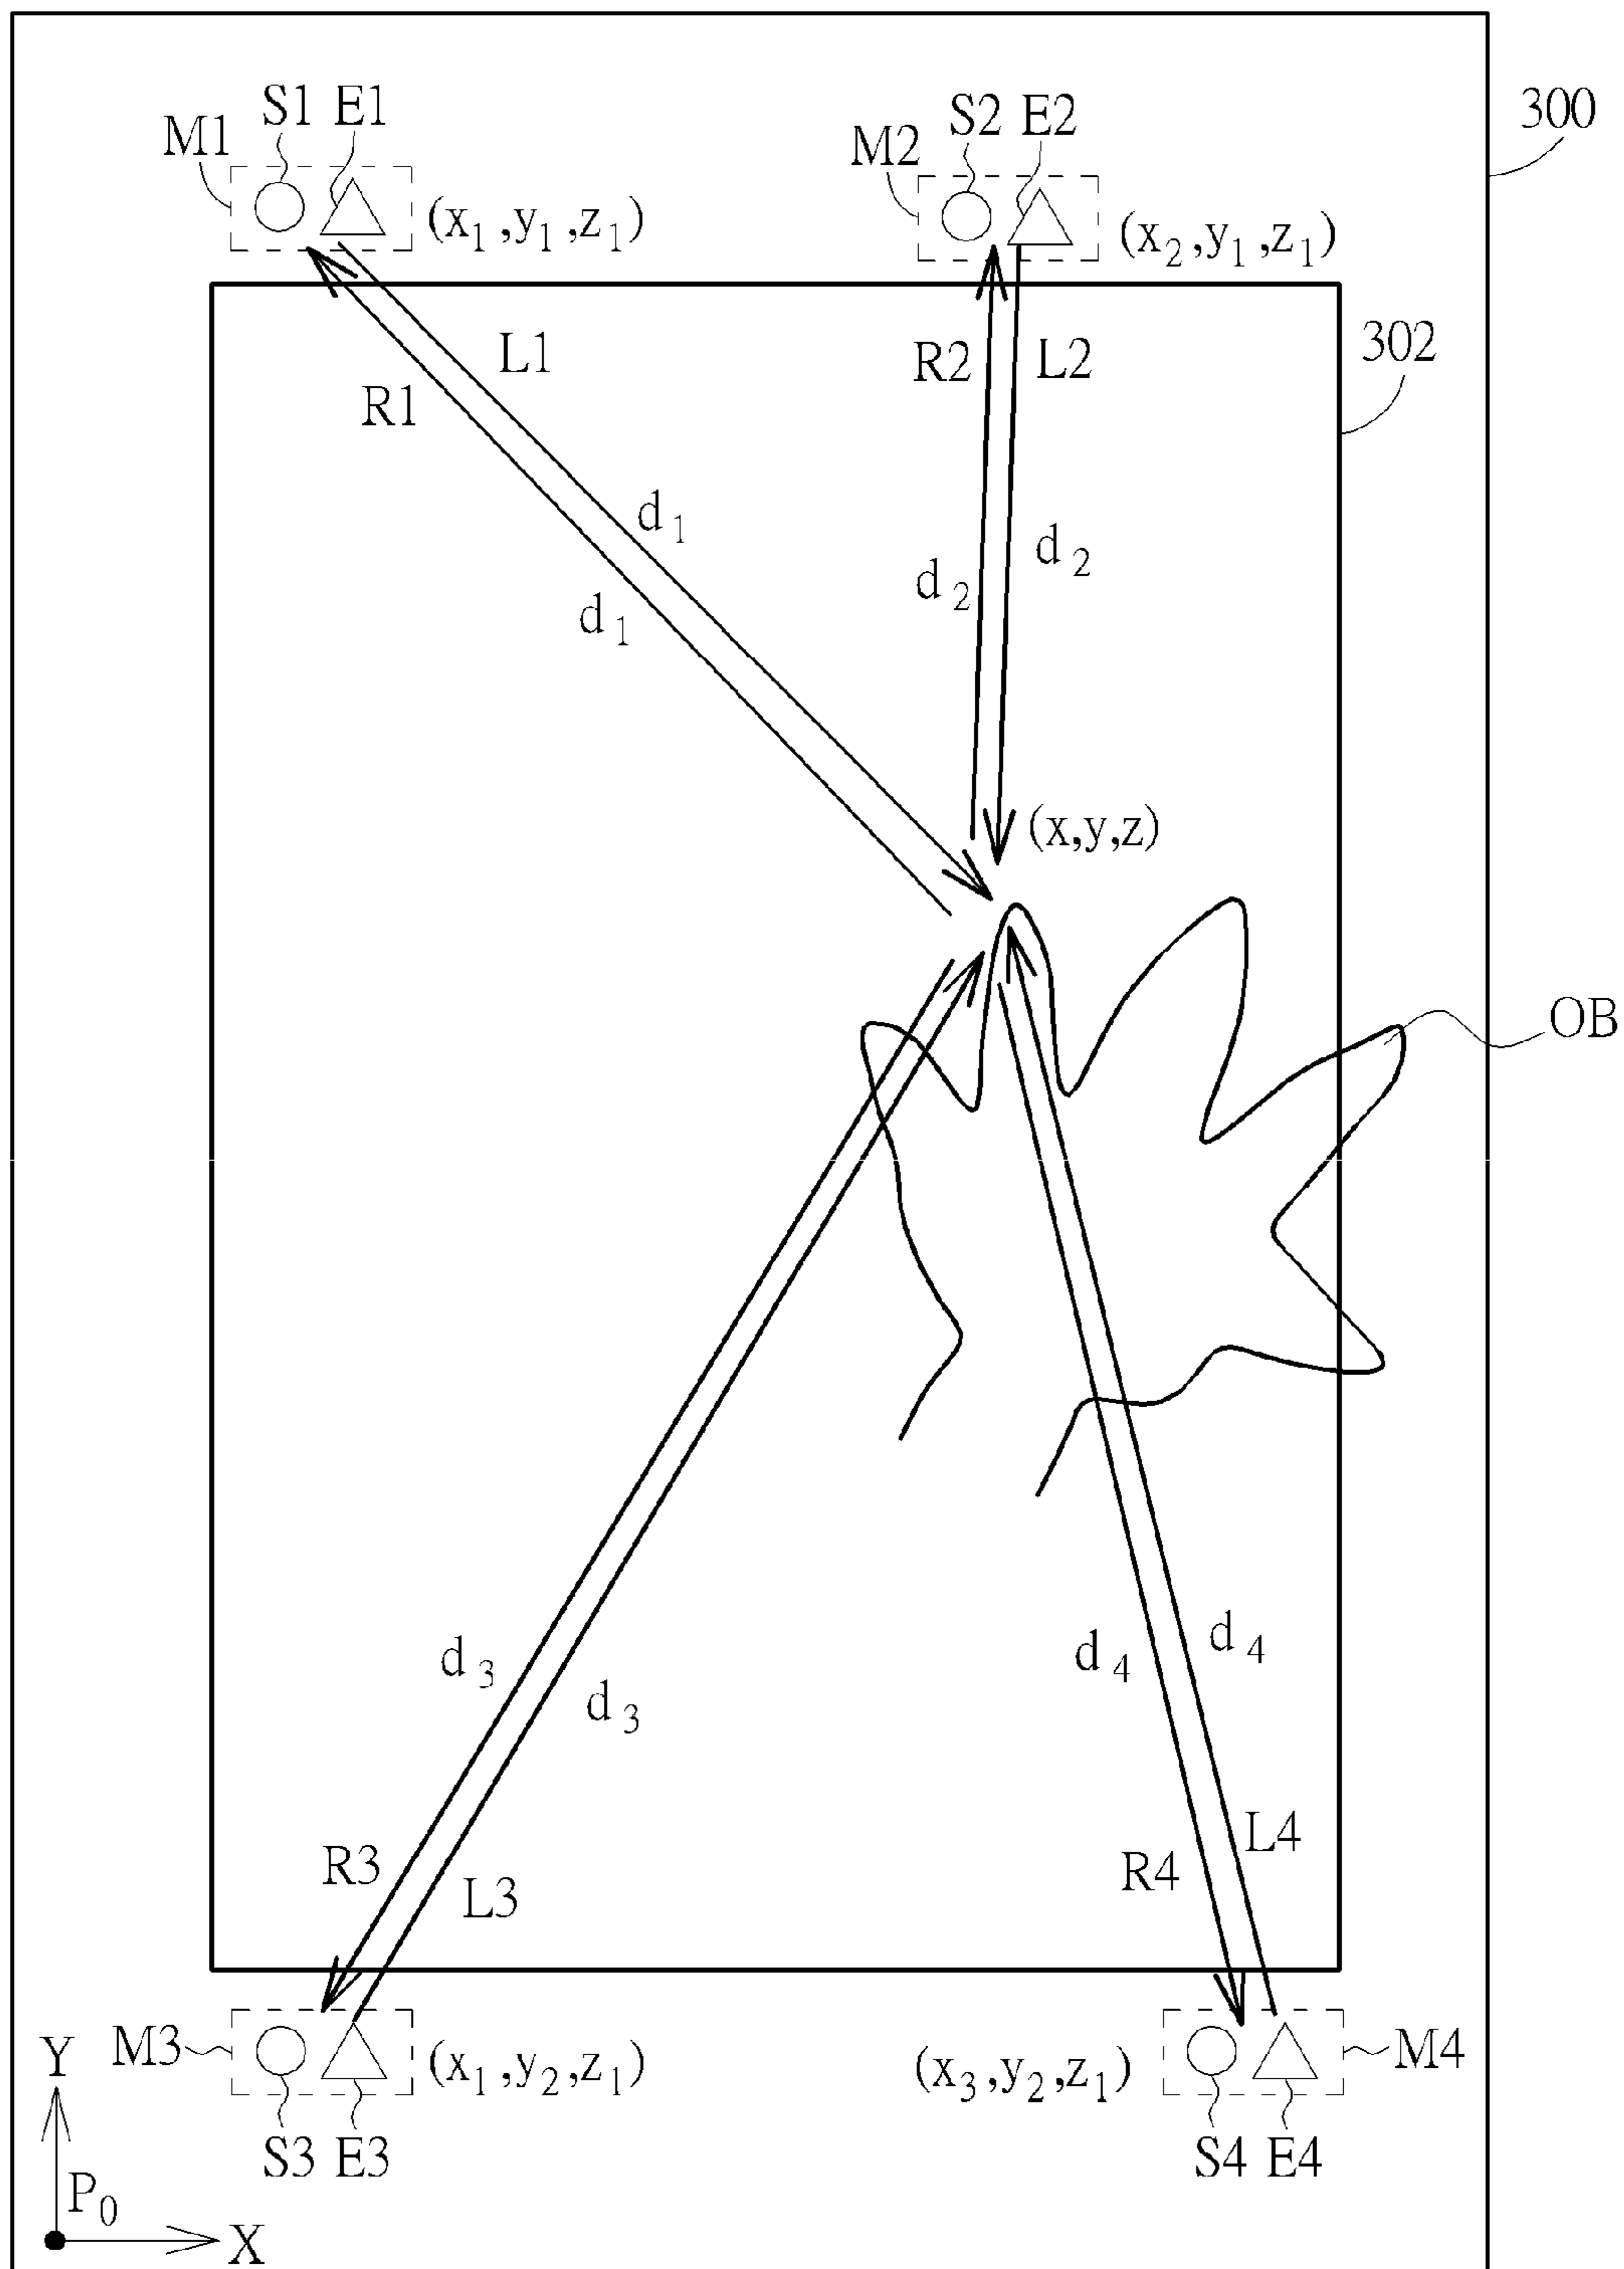 300
S1 E1
M1
(x1,y1,z1)
S2 E2
M2
(x2,y1,z1)
302
L1
R1
R2
L2
d1
d1
d2
d2
(x,y,z)
OB
d3
d3
d4
d4
R3
L3
R4
L4
M3
(x1,y2,z1)
(x3,y2,z1)
M4
S3 E3
S4 E4
Y
P0
X